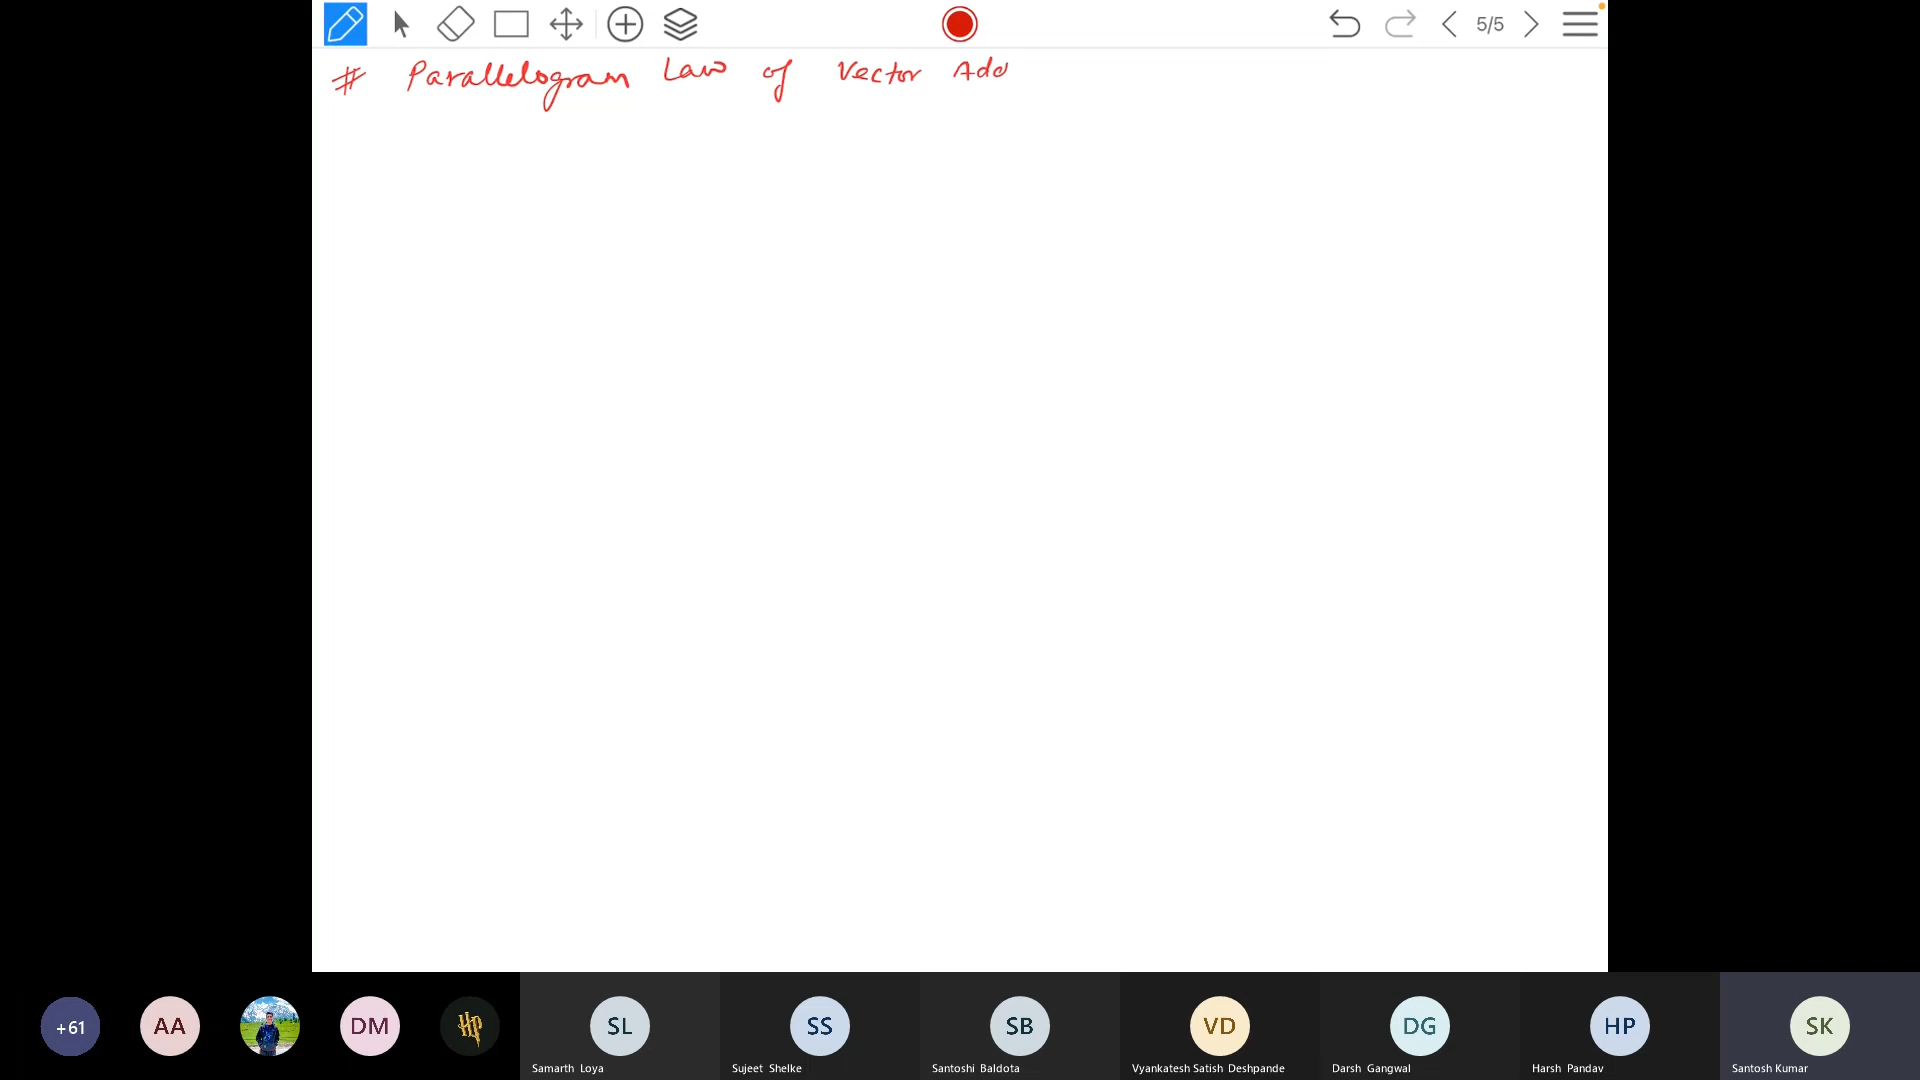 5/5
# Parallelogram Law of Vector Add
+61 AA DM HP SL SS SB VD DG HP SK
Samarth Loya Sujeet Shelke Santoshi Baldota Vyankatesh Satish Deshpande Darsh Gangwal Harsh Pandav Santosh Kumar